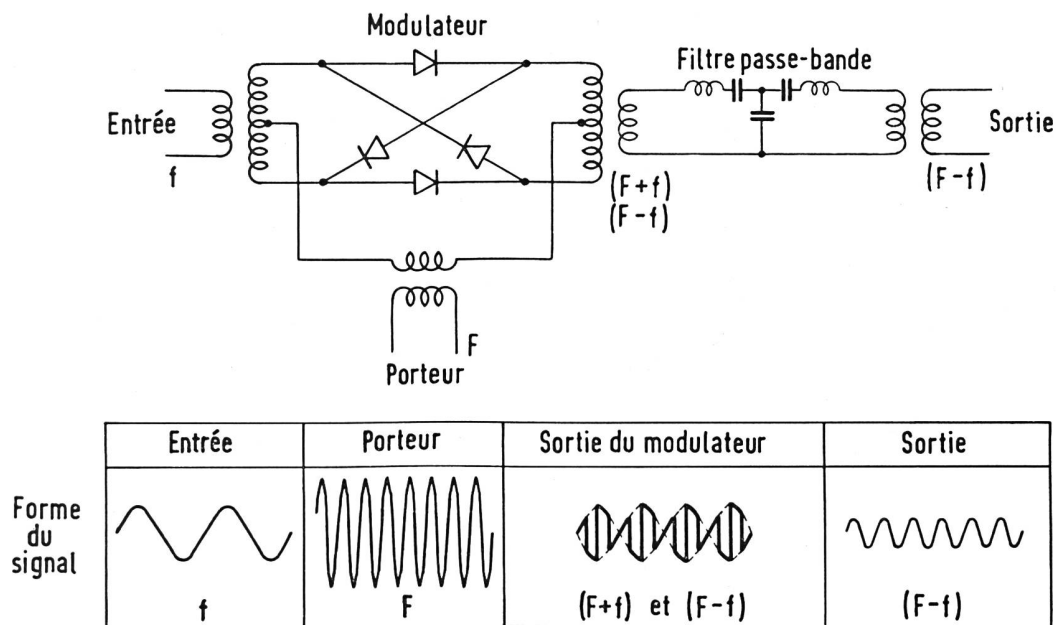 Modulateur
Filtre passe-bande
Entrée
Sortie
f
(F+f)
(F-f)
(F-f)
F
Porteur
Entrée
Porteur
Sortie du modulateur
Sortie
Forme
du
signal
f
F
(F+f) et (F-f)
(F-f)